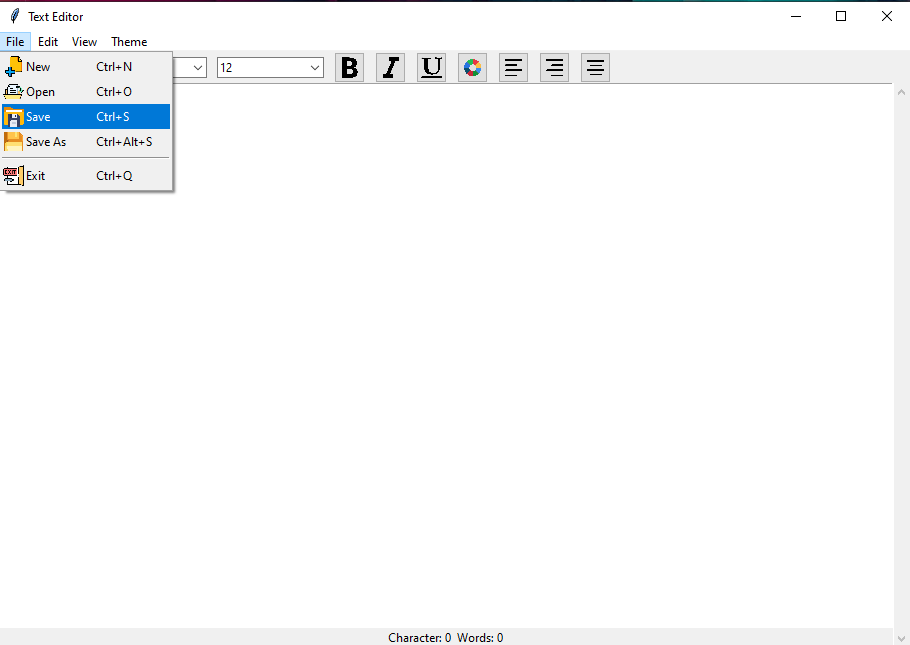 Text Editor
File Edit View Theme
New Ctrl+N
12
B I U
Open Ctrl+O
Save Ctrl+S
Save As Ctrl+Alt+S
Exit Ctrl+Q
Character: 0 Words: 0